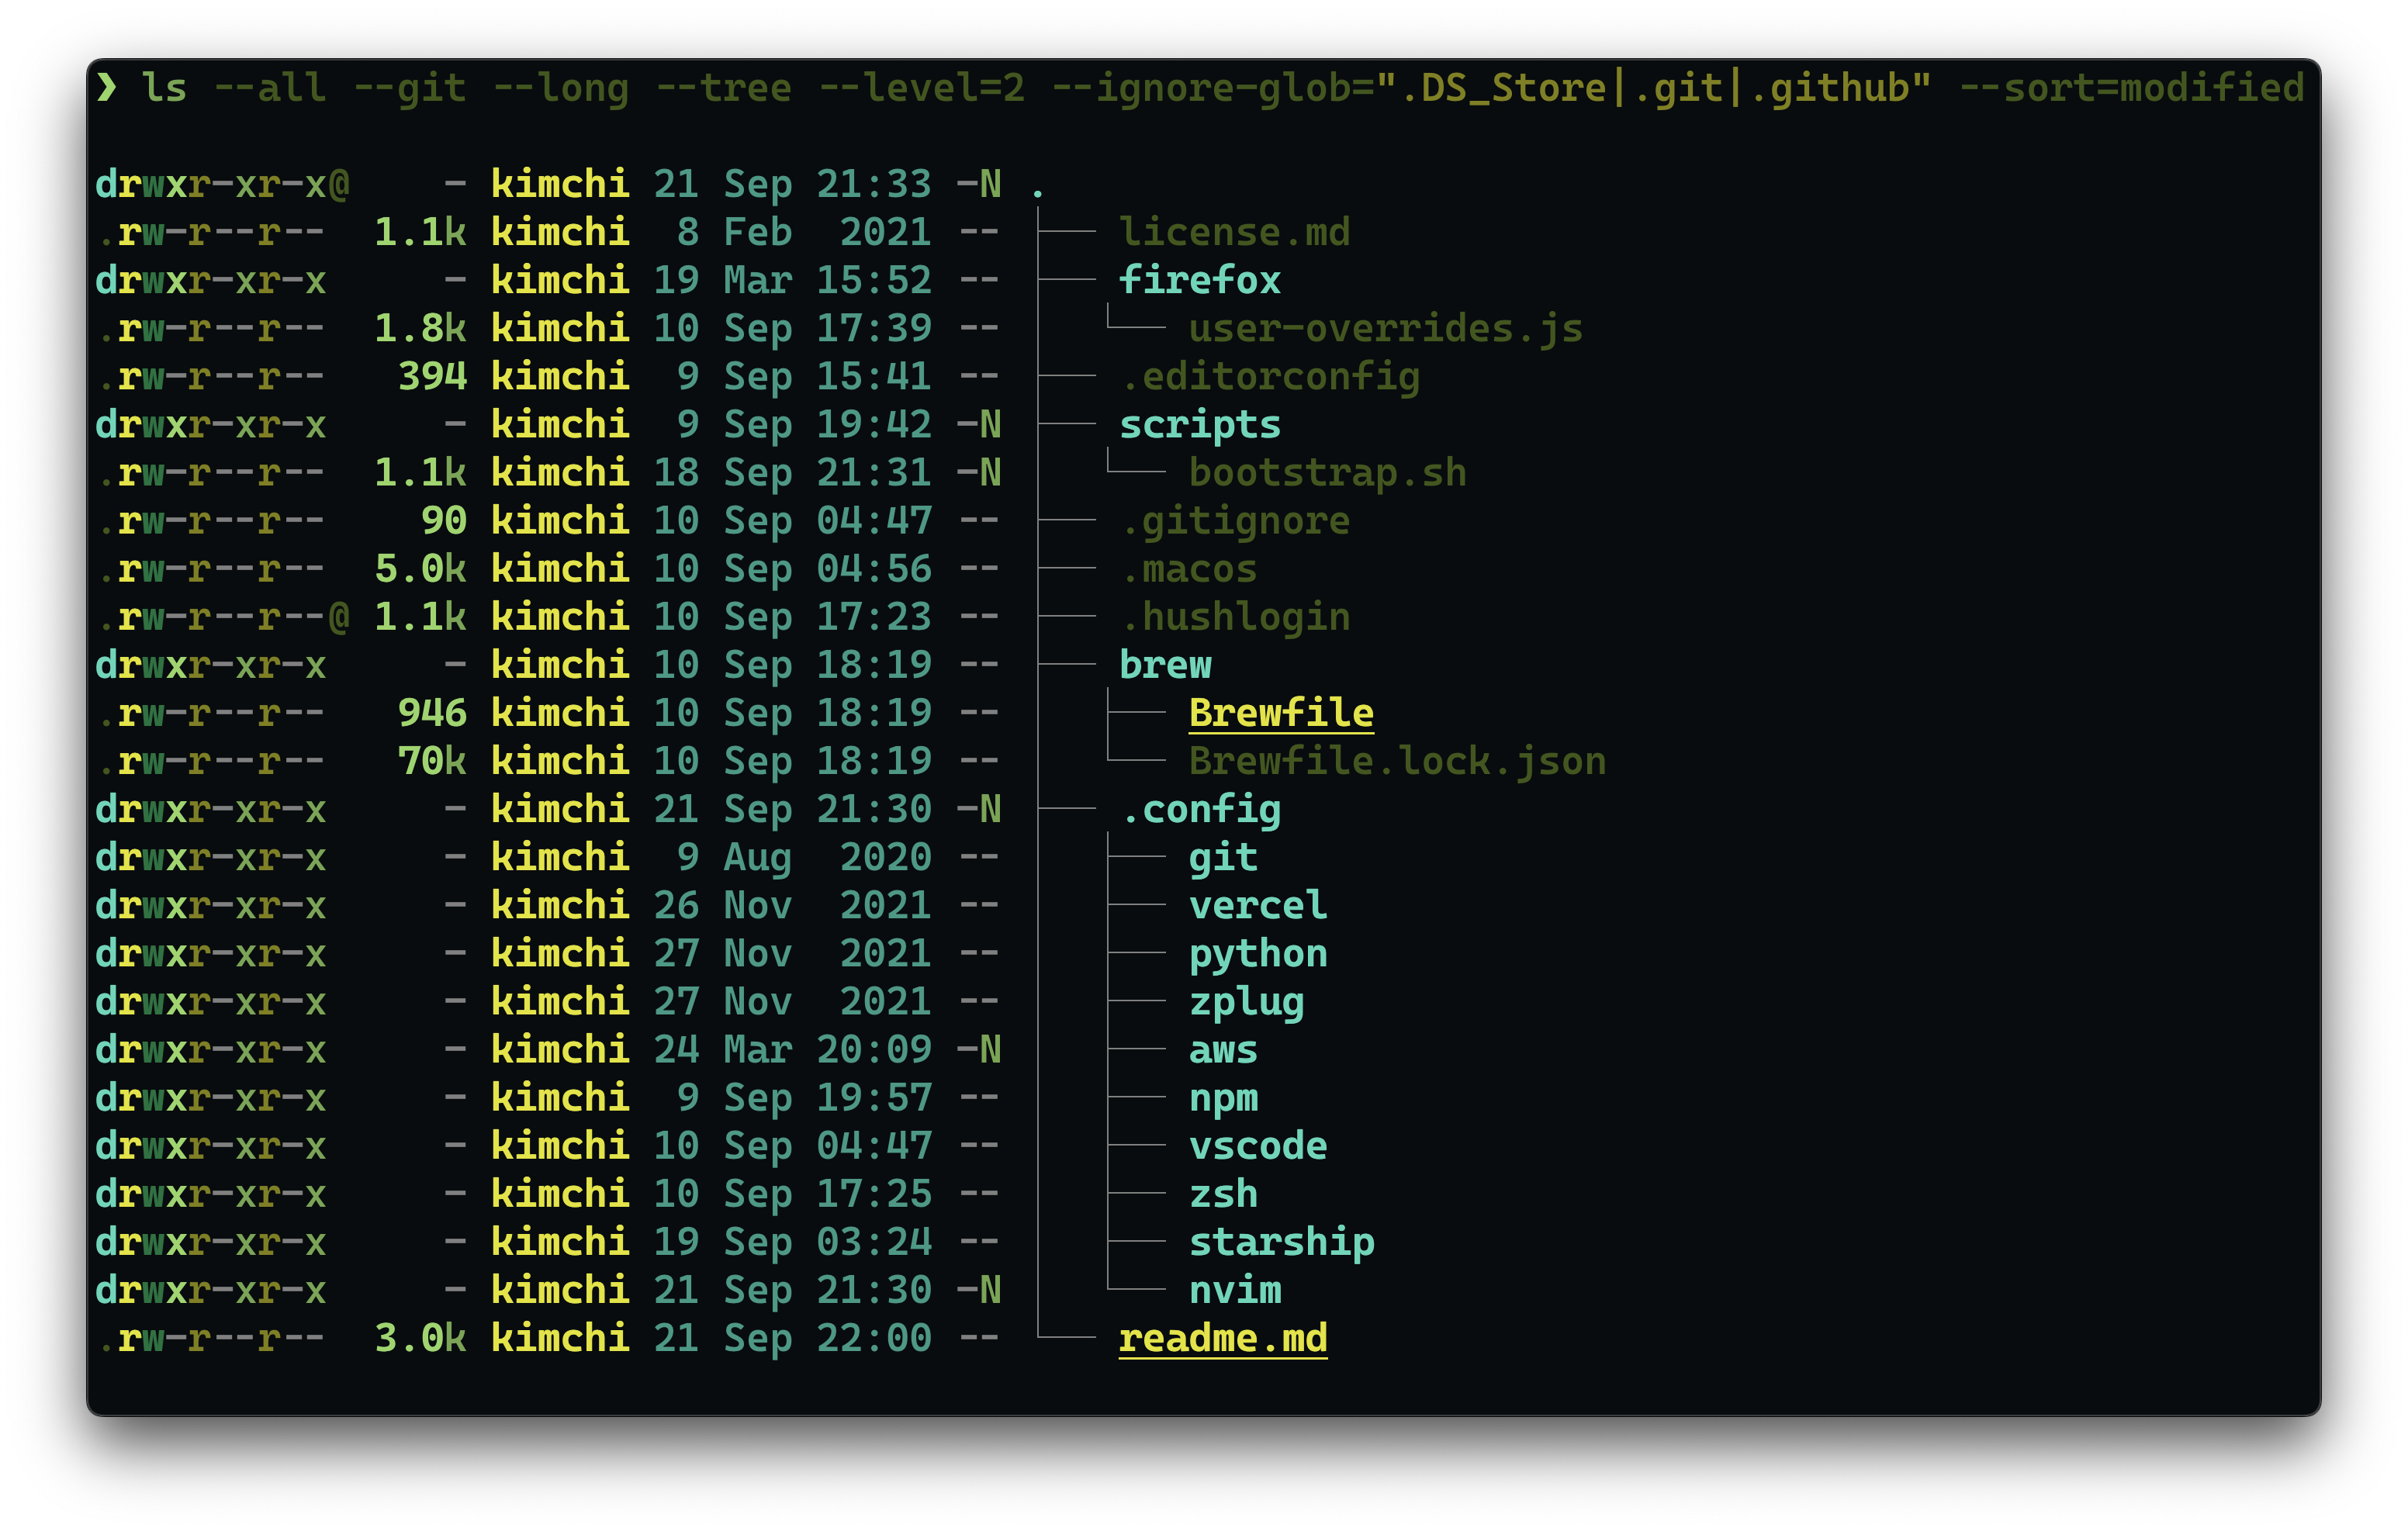 ❯ ls --all --git --long --tree --level=2 --ignore-glob=".DS_Store|.git|.github" --sort=modified
drwxr-xr-x@    - kimchi 21 Sep 21:33 -N .
.rw-r--r--  1.1k kimchi  8 Feb  2021 -- ├── license.md
drwxr-xr-x     - kimchi 19 Mar 15:52 -- ├── firefox
.rw-r--r--  1.8k kimchi 10 Sep 17:39 -- │  └── user-overrides.js
.rw-r--r--   394 kimchi  9 Sep 15:41 -- ├── .editorconfig
drwxr-xr-x     - kimchi  9 Sep 19:42 -N ├── scripts
.rw-r--r--  1.1k kimchi 18 Sep 21:31 -N │  └── bootstrap.sh
.rw-r--r--    90 kimchi 10 Sep 04:47 -- ├── .gitignore
.rw-r--r--  5.0k kimchi 10 Sep 04:56 -- ├── .macos
.rw-r--r--@ 1.1k kimchi 10 Sep 17:23 -- ├── .hushlogin
drwxr-xr-x     - kimchi 10 Sep 18:19 -- ├── brew
.rw-r--r--   946 kimchi 10 Sep 18:19 -- │  ├── Brewfile
.rw-r--r--   70k kimchi 10 Sep 18:19 -- │  └── Brewfile.lock.json
drwxr-xr-x     - kimchi 21 Sep 21:30 -N ├── .config
drwxr-xr-x     - kimchi  9 Aug  2020 -- │  ├── git
drwxr-xr-x     - kimchi 26 Nov  2021 -- │  ├── vercel
drwxr-xr-x     - kimchi 27 Nov  2021 -- │  ├── python
drwxr-xr-x     - kimchi 27 Nov  2021 -- │  ├── zplug
drwxr-xr-x     - kimchi 24 Mar 20:09 -N │  ├── aws
drwxr-xr-x     - kimchi  9 Sep 19:57 -- │  ├── npm
drwxr-xr-x     - kimchi 10 Sep 04:47 -- │  ├── vscode
drwxr-xr-x     - kimchi 10 Sep 17:25 -- │  ├── zsh
drwxr-xr-x     - kimchi 19 Sep 03:24 -- │  ├── starship
drwxr-xr-x     - kimchi 21 Sep 21:30 -N │  └── nvim
.rw-r--r--  3.0k kimchi 21 Sep 22:00 -- └── readme.md